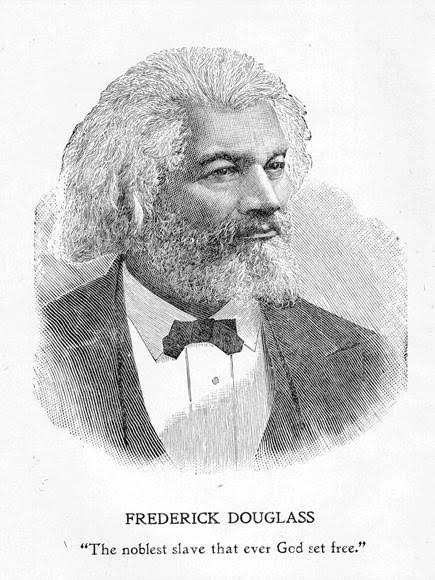 FREDERICK DOUGLASS
“The noblest slave that ever God set free.”